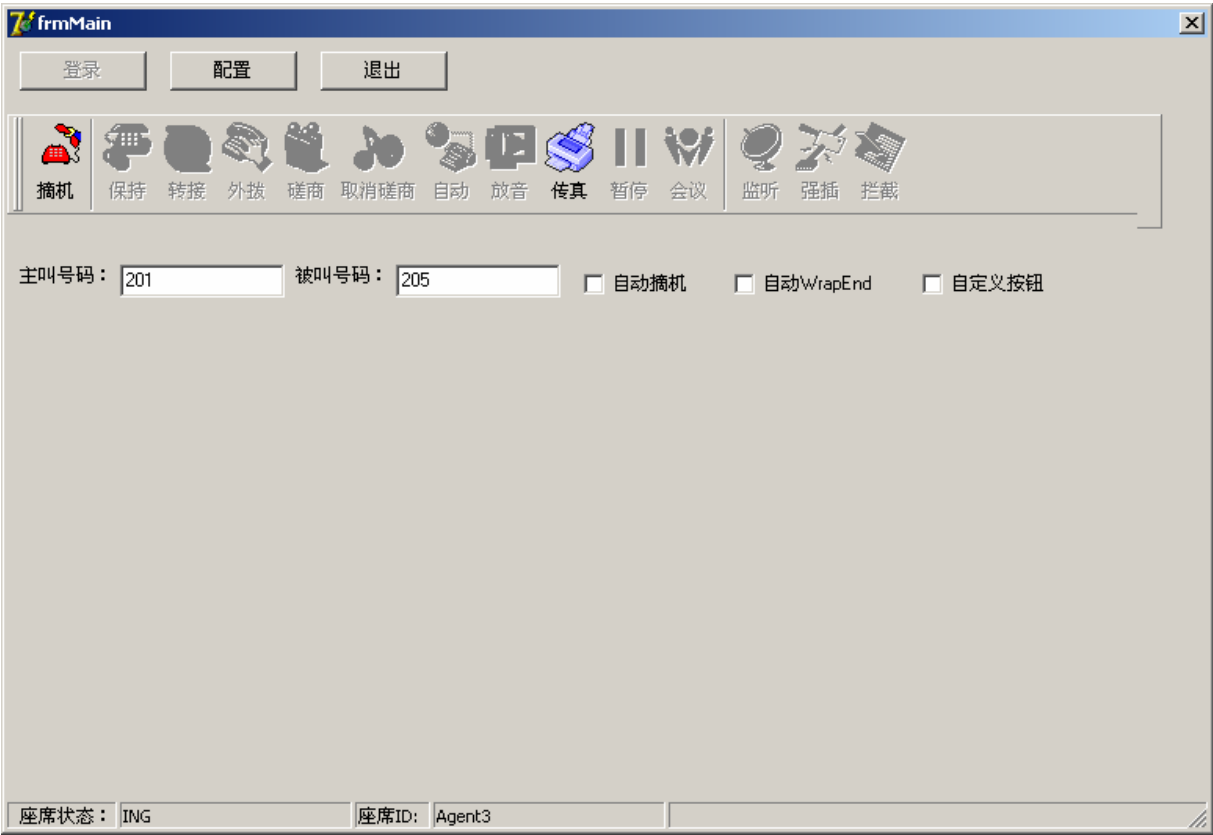 frmMain
登录 配置 退出
摘机 保持 转接 外拨 磋商 取消磋商 自动 放音 传真 暂停 会议 监听 强插 拦截
主叫号码： 201 被叫号码： 205 自动摘机 自动WrapEnd 自定义按钮
座席状态： ING 座席ID: Agent3